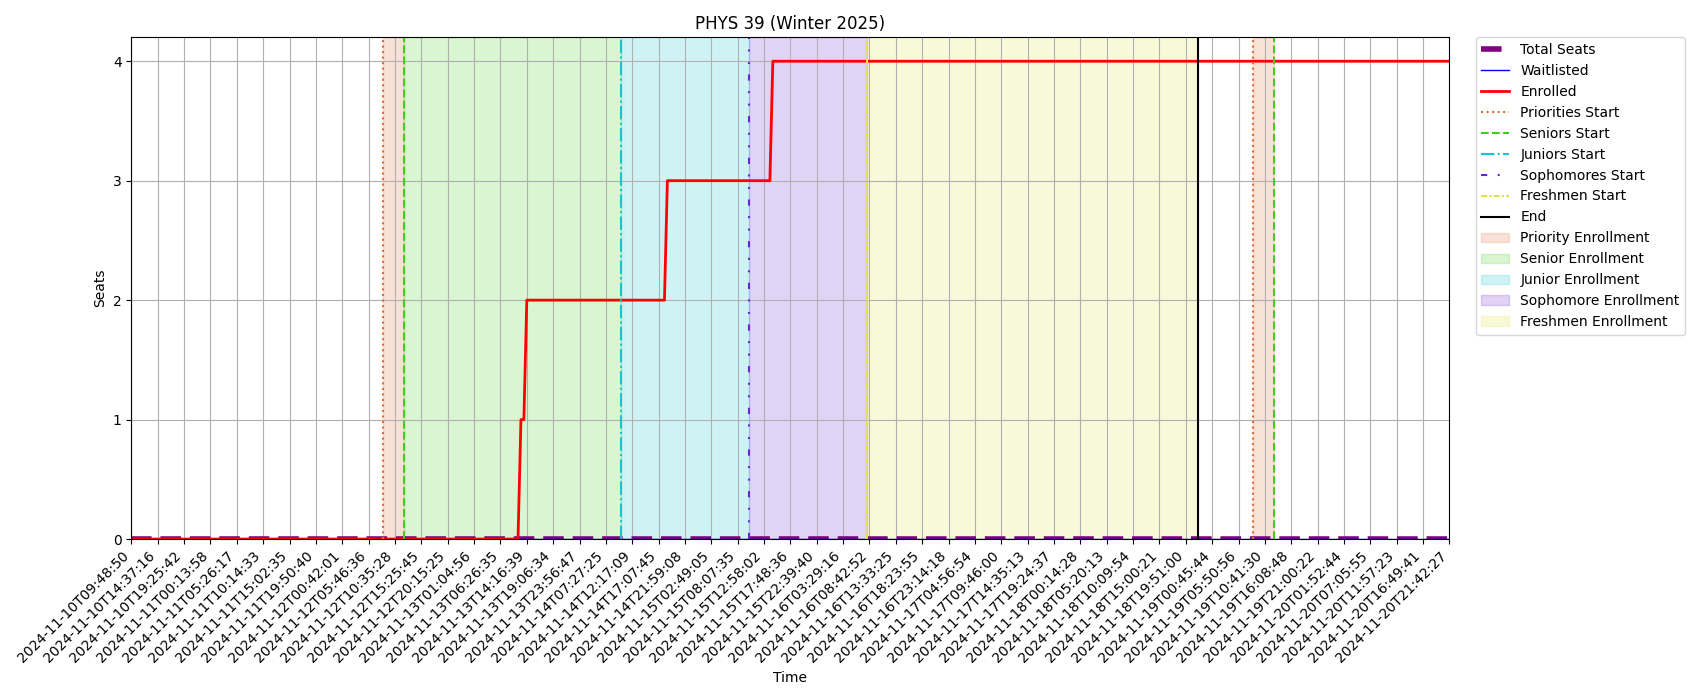 PHYS 39 (Winter 2025)
Seats
4
3
2
1
0
2024-11-10T09:48:50
2024-11-10T14:37:16
2024-11-10T19:25:42
2024-11-11T00:13:58
2024-11-11T05:26:17
2024-11-11T10:14:33
2024-11-11T15:02:35
2024-11-11T19:50:40
2024-11-12T00:42:01
2024-11-12T05:46:36
2024-11-12T10:35:28
2024-11-12T15:25:45
2024-11-12T20:15:25
2024-11-13T01:04:56
2024-11-13T06:26:35
2024-11-13T14:16:39
2024-11-13T19:06:34
2024-11-13T23:56:47
2024-11-14T07:27:25
2024-11-14T12:17:09
2024-11-14T17:07:45
2024-11-14T21:59:08
2024-11-15T02:49:05
2024-11-15T08:07:35
2024-11-15T12:58:02
2024-11-15T17:48:36
2024-11-15T22:39:40
2024-11-16T03:29:16
2024-11-16T08:42:52
2024-11-16T13:33:25
2024-11-16T18:23:55
2024-11-16T23:14:18
2024-11-17T04:56:54
2024-11-17T09:46:00
2024-11-17T14:35:13
2024-11-17T19:24:37
2024-11-18T00:14:28
2024-11-18T05:20:13
2024-11-18T10:09:54
2024-11-18T15:00:21
2024-11-18T19:51:00
2024-11-19T00:45:44
2024-11-19T05:50:56
2024-11-19T10:41:30
2024-11-19T16:08:48
2024-11-19T21:00:22
2024-11-20T01:52:44
2024-11-20T07:05:55
2024-11-20T11:57:23
2024-11-20T16:49:41
2024-11-20T21:42:27
Time
Total Seats
Waitlisted
Enrolled
Priorities Start
Seniors Start
Juniors Start
Sophomores Start
Freshmen Start
End
Priority Enrollment
Senior Enrollment
Junior Enrollment
Sophomore Enrollment
Freshmen Enrollment